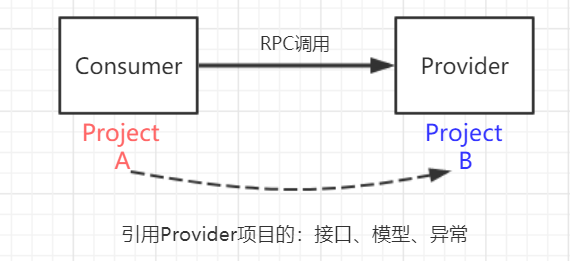 RPC调用
Consumer
Provider
Project
A
Project
B
引用Provider项目的：接口、模型、异常